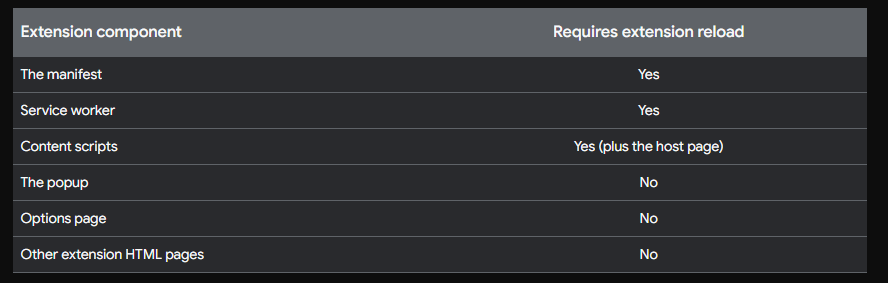 Extension component Requires extension reload
The manifest Yes
Service worker Yes
Content scripts Yes (plus the host page)
The popup No
Options page No
Other extension HTML pages No